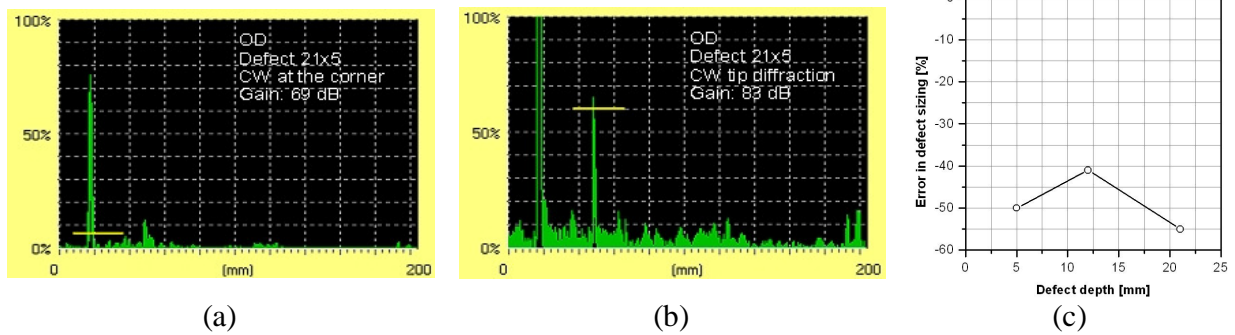 100%
50%
0%
OD
Defect 21x5
CW at the corner
Gain: 69 dB
0
(mm)
200
(a)
100%
50%
0%
OD
Defect 21x5
CW tip diffraction
Gain: 83 dB
0
(mm)
200
(b)
Error in defect sizing [%]
-10
-20
-30
-40
-50
-60
0 5 10 15 20 25
Defect depth [mm]
(c)